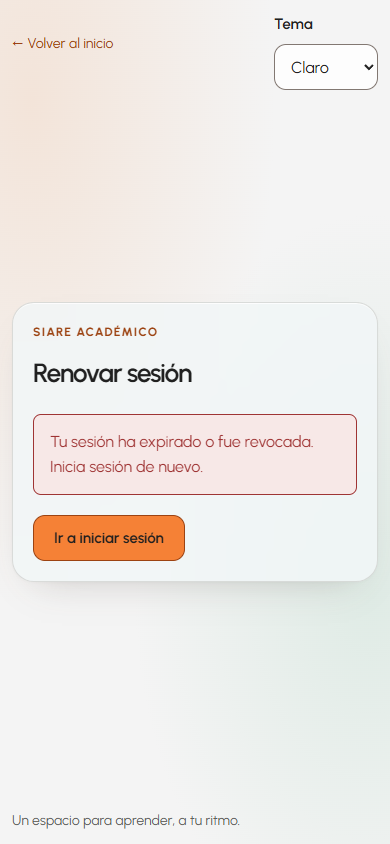 Tema
← Volver al inicio
Claro
SIARE ACADÉMICO
Renovar sesión
Tu sesión ha expirado o fue revocada.
Inicia sesión de nuevo.
Ir a iniciar sesión
Un espacio para aprender, a tu ritmo.